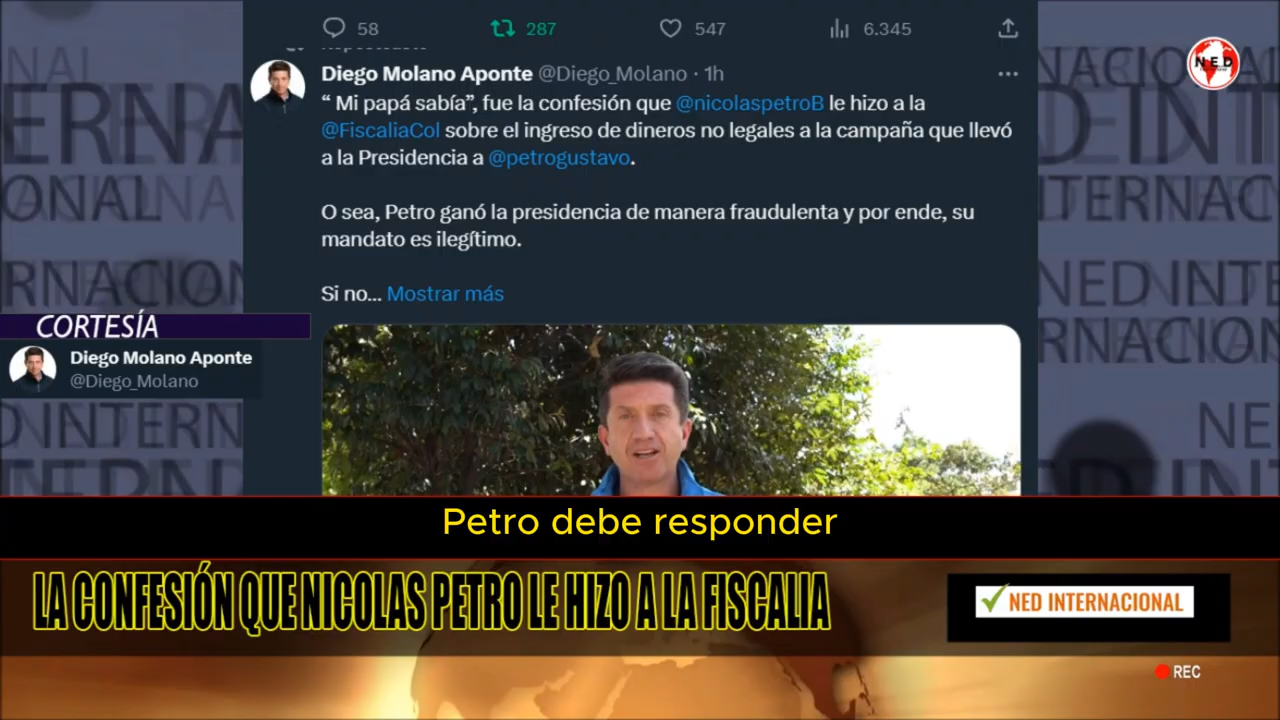 58 287 547 6.345
Diego Molano Aponte @Diego_Molano · 1h
“ Mi papá sabía”, fue la confesión que @nicolaspetroB le hizo a la
@FiscaliaCol sobre el ingreso de dineros no legales a la campaña que llevó
a la Presidencia a @petrogustavo.
O sea, Petro ganó la presidencia de manera fraudulenta y por ende, su
mandato es ilegítimo.
Si no... Mostrar más
NED
CORTESÍA
Diego Molano Aponte
@Diego_Molano
Petro debe responder
LA CONFESIÓN QUE NICOLAS PETRO LE HIZO A LA FISCALIA
NED INTERNACIONAL
REC